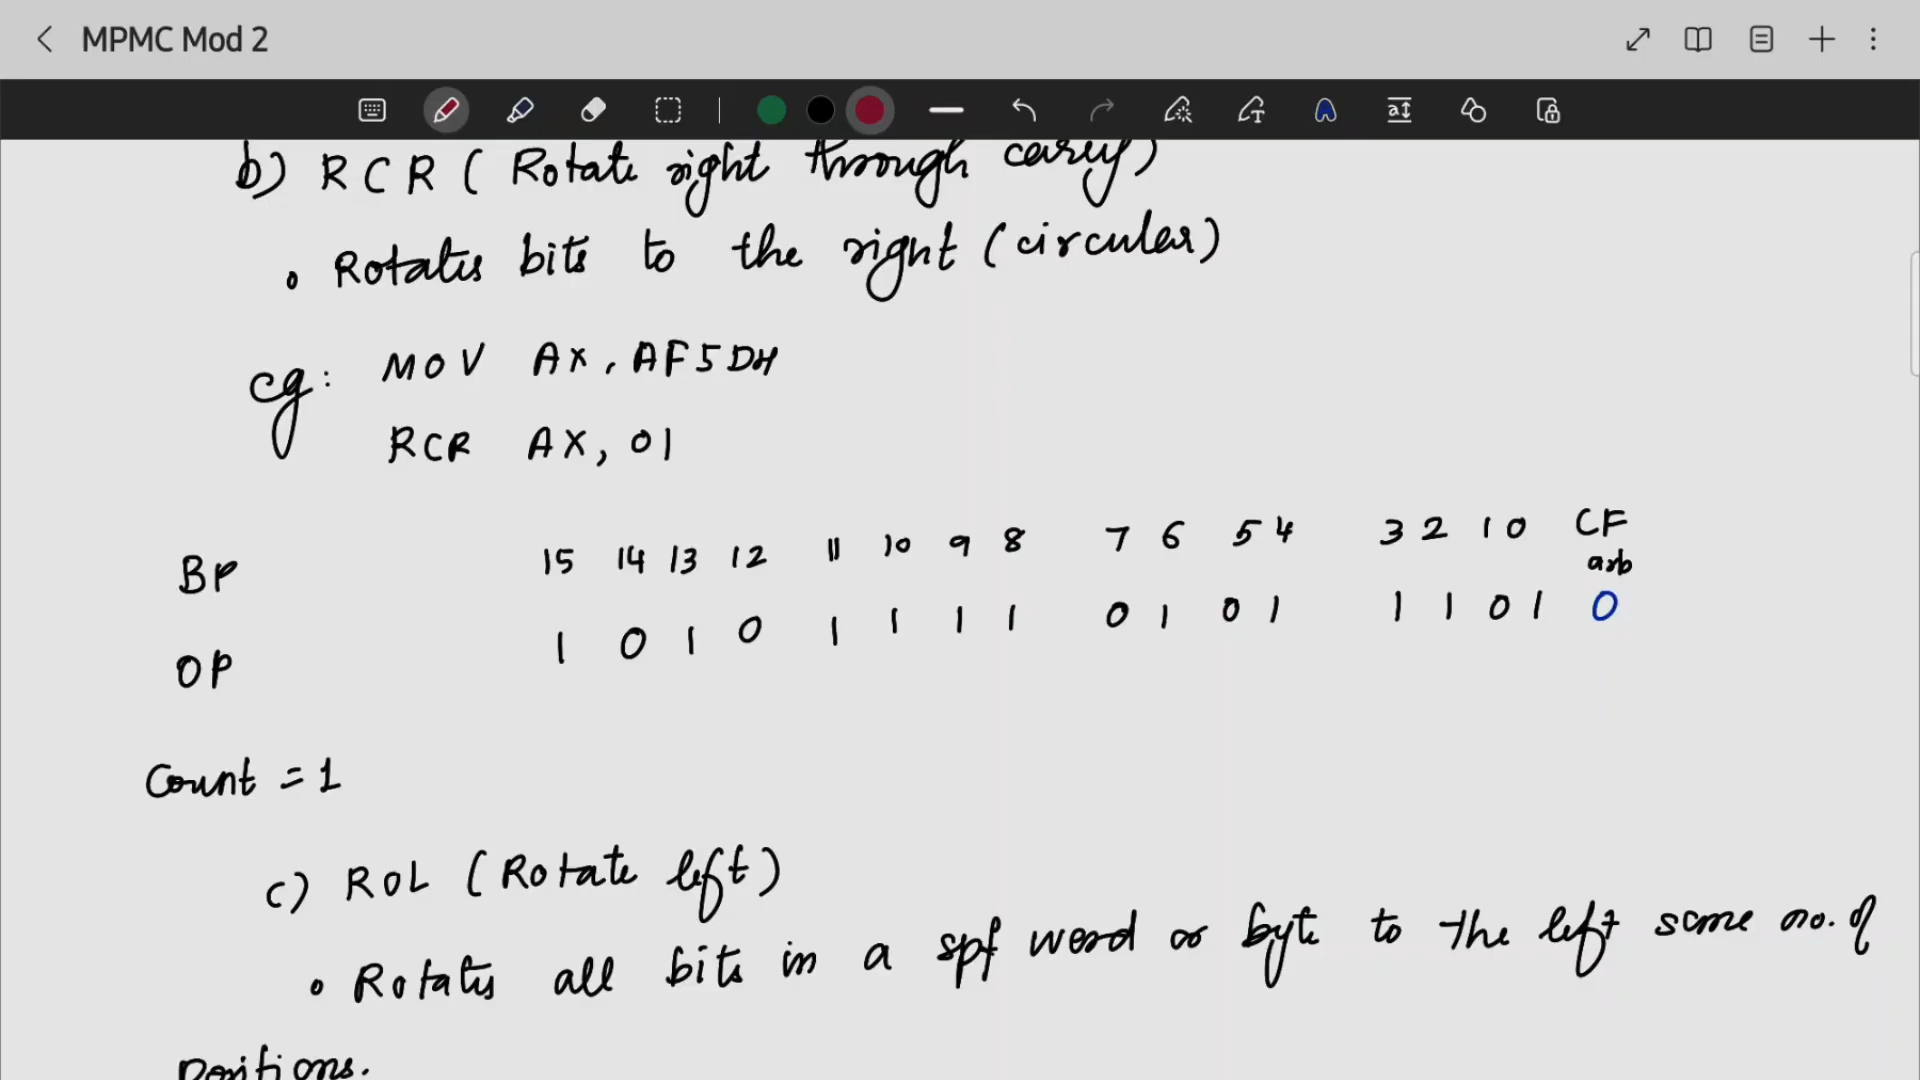 MPMC Mod 2
b) RCR ( Rotate right through carry)
• Rotates bits to the right (circular)
eg: MOV AX, AF5DH
RCR AX, 01
BP 15 14 13 12 11 10 9 8 7 6 5 4 3 2 1 0 CF
arb
OP 1 0 1 0 1 1 1 1 0 1 0 1 1 1 0 1 0
Count = 1
c) ROL (Rotate left)
• Rotates all bits in a spf word or byte to the left some no. of
positions.